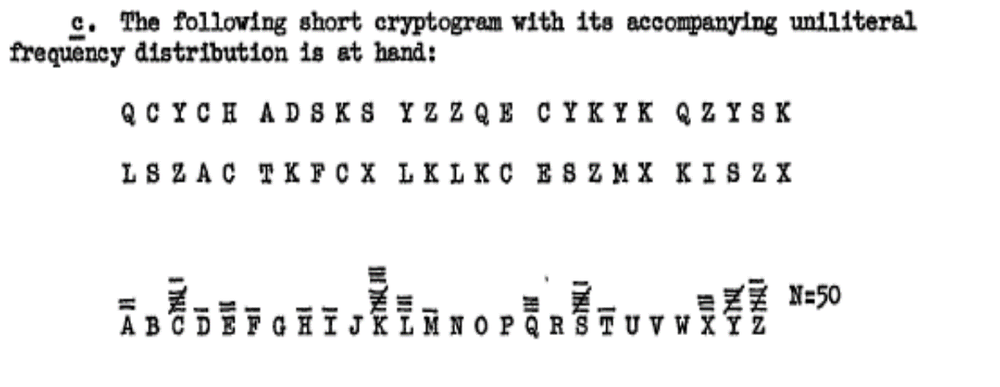 c. The following short cryptogram with its accompanying uniliteral
frequency distribution is at hand:
Q C Y C H A D S K S Y Z Z Q E C Y K Y K Q Z Y S K
L S Z A C T K F C X L K L K C E S Z M X K I S Z X
A B C D E F G H I J K L M N O P Q R S T U V W X Y Z N=50